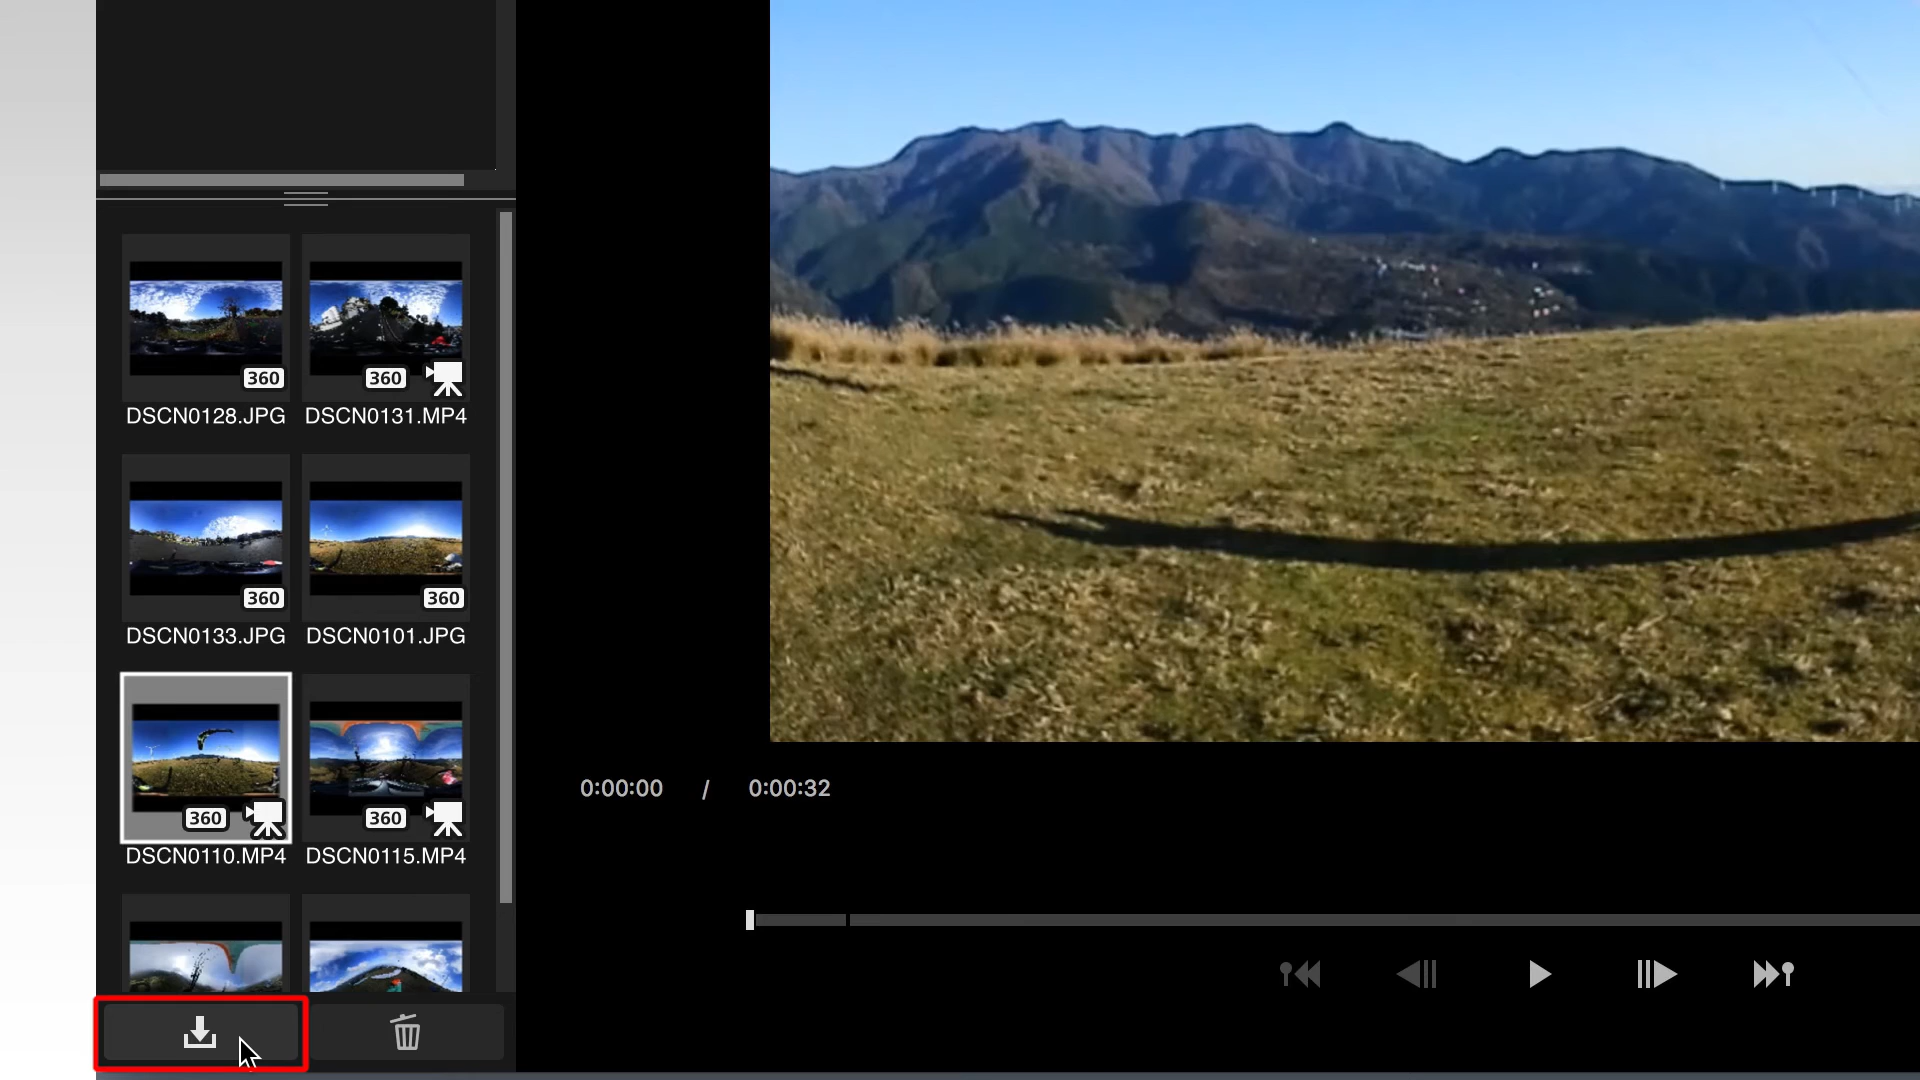 360
360
DSCN0128.JPG
DSCN0131.MP4
360
360
DSCN0133.JPG
DSCN0101.JPG
360
360
DSCN0110.MP4
DSCN0115.MP4
0:00:00 / 0:00:32